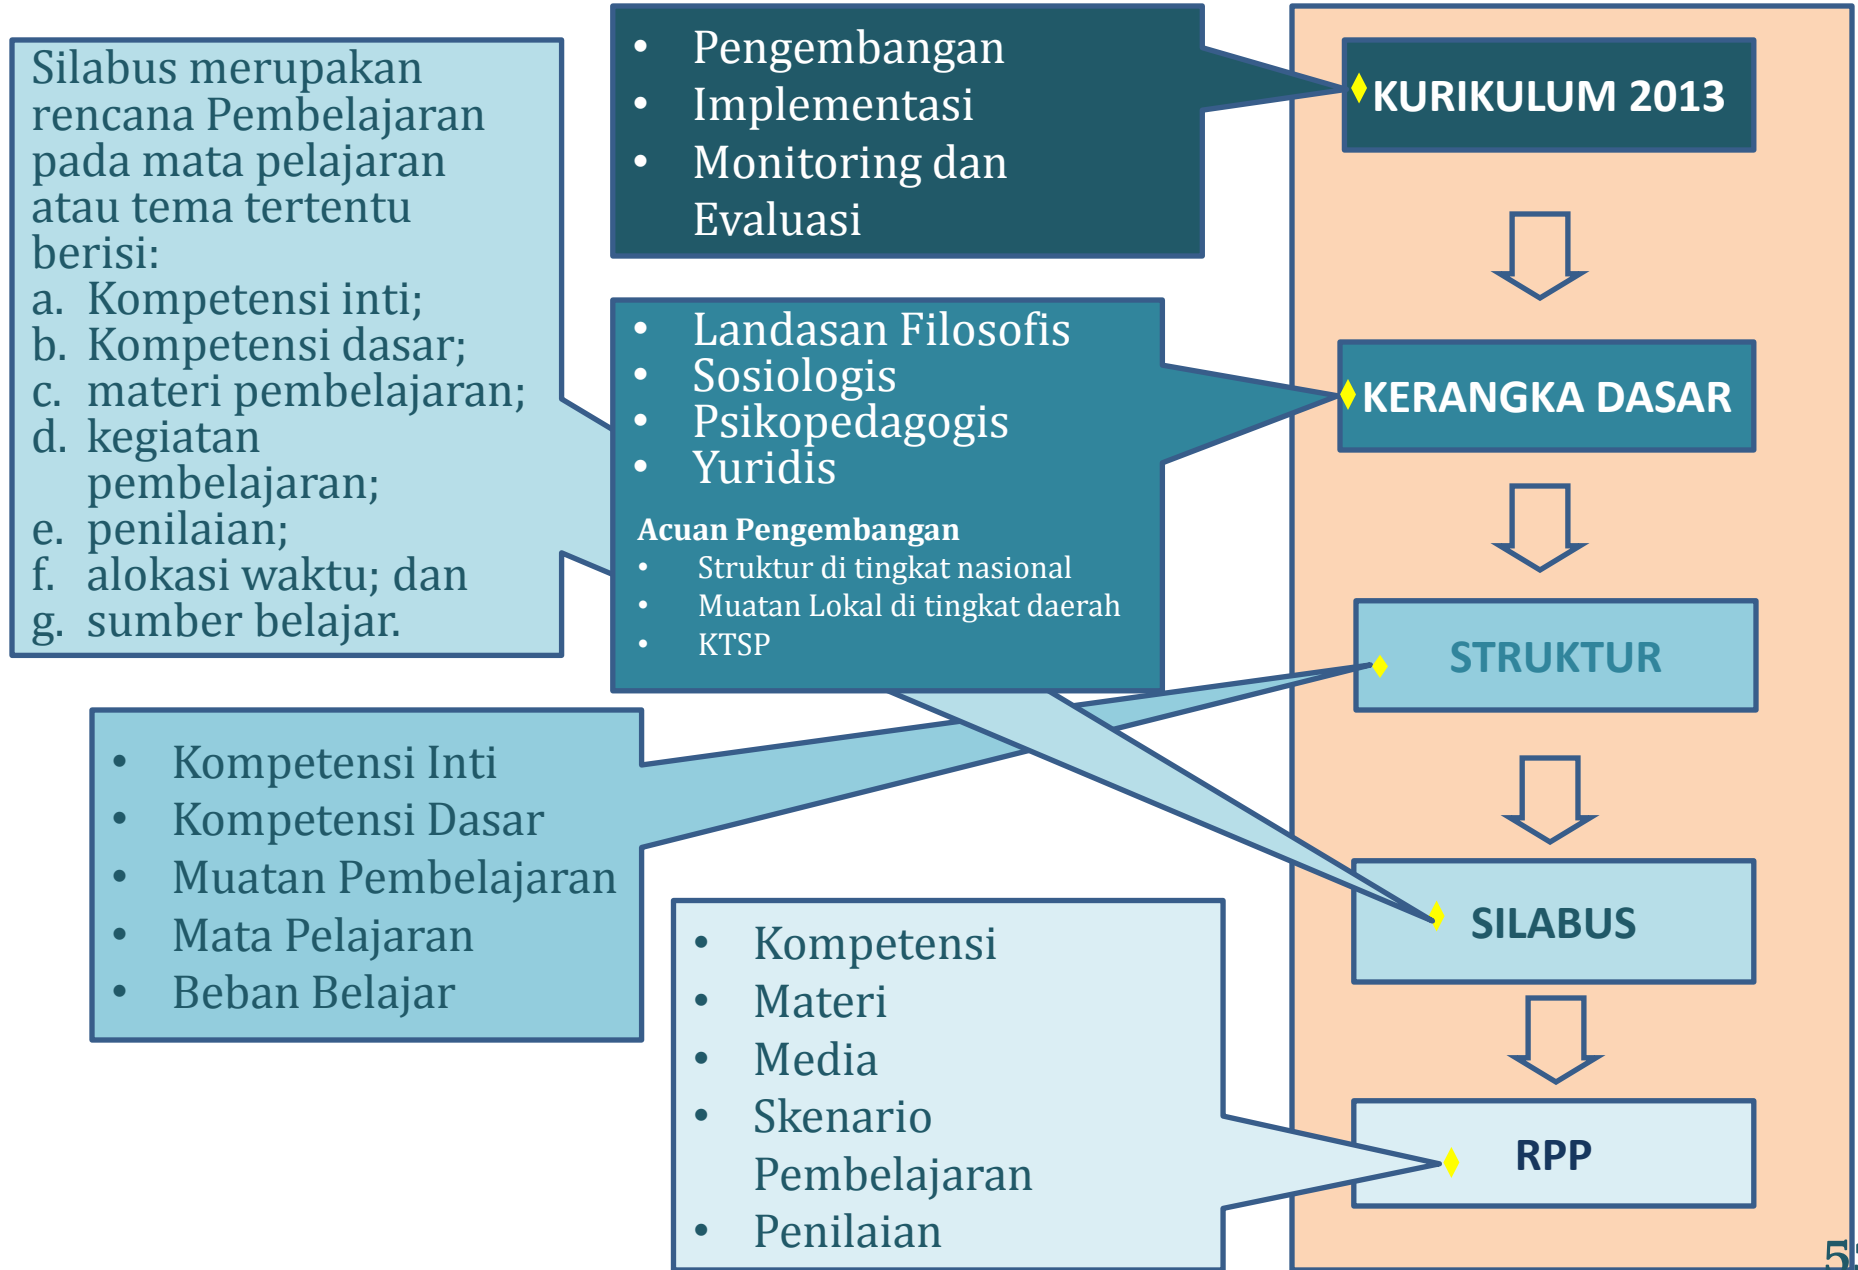 Silabus merupakan
rencana Pembelajaran
pada mata pelajaran
atau tema tertentu
berisi:
a. Kompetensi inti;
b. Kompetensi dasar;
c. materi pembelajaran;
d. kegiatan
pembelajaran;
e. penilaian;
f. alokasi waktu; dan
g. sumber belajar.
• Pengembangan
• Implementasi
• Monitoring dan
Evaluasi
• Landasan Filosofis
• Sosiologis
• Psikopedagogis
• Yuridis
Acuan Pengembangan
• Struktur di tingkat nasional
• Muatan Lokal di tingkat daerah
• KTSP
• Kompetensi Inti
• Kompetensi Dasar
• Muatan Pembelajaran
• Mata Pelajaran
• Beban Belajar
• Kompetensi
• Materi
• Media
• Skenario
Pembelajaran
• Penilaian
KURIKULUM 2013
KERANGKA DASAR
STRUKTUR
SILABUS
RPP